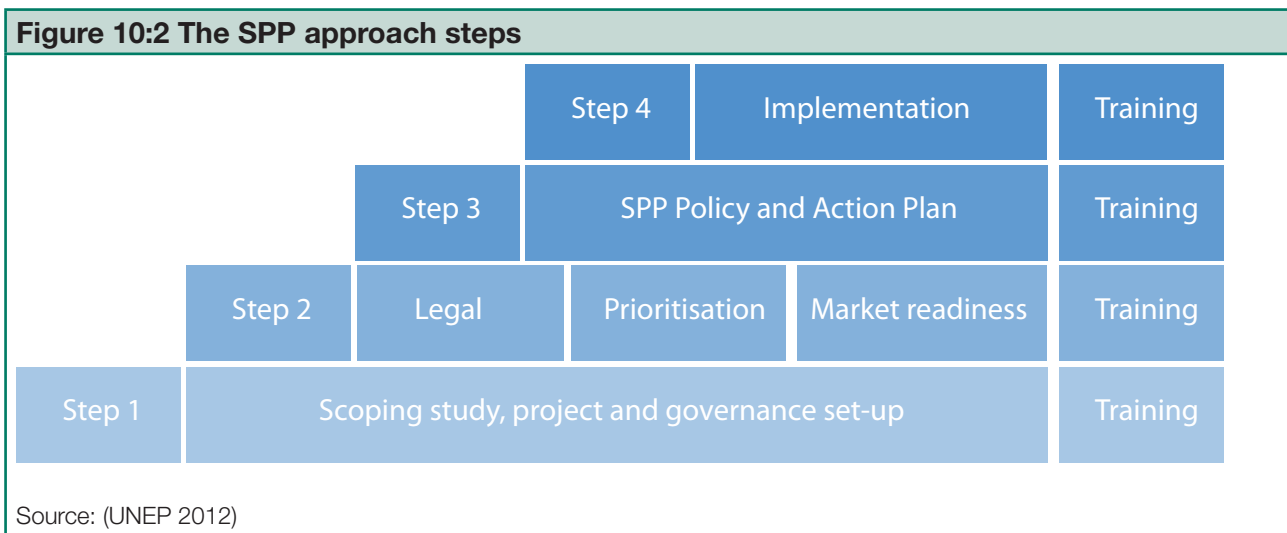 Figure 10:2 The SPP approach steps
Step 4 Implementation Training
Step 3 SPP Policy and Action Plan Training
Step 2 Legal Prioritisation Market readiness Training
Step 1 Scoping study, project and governance set-up Training
Source: (UNEP 2012)